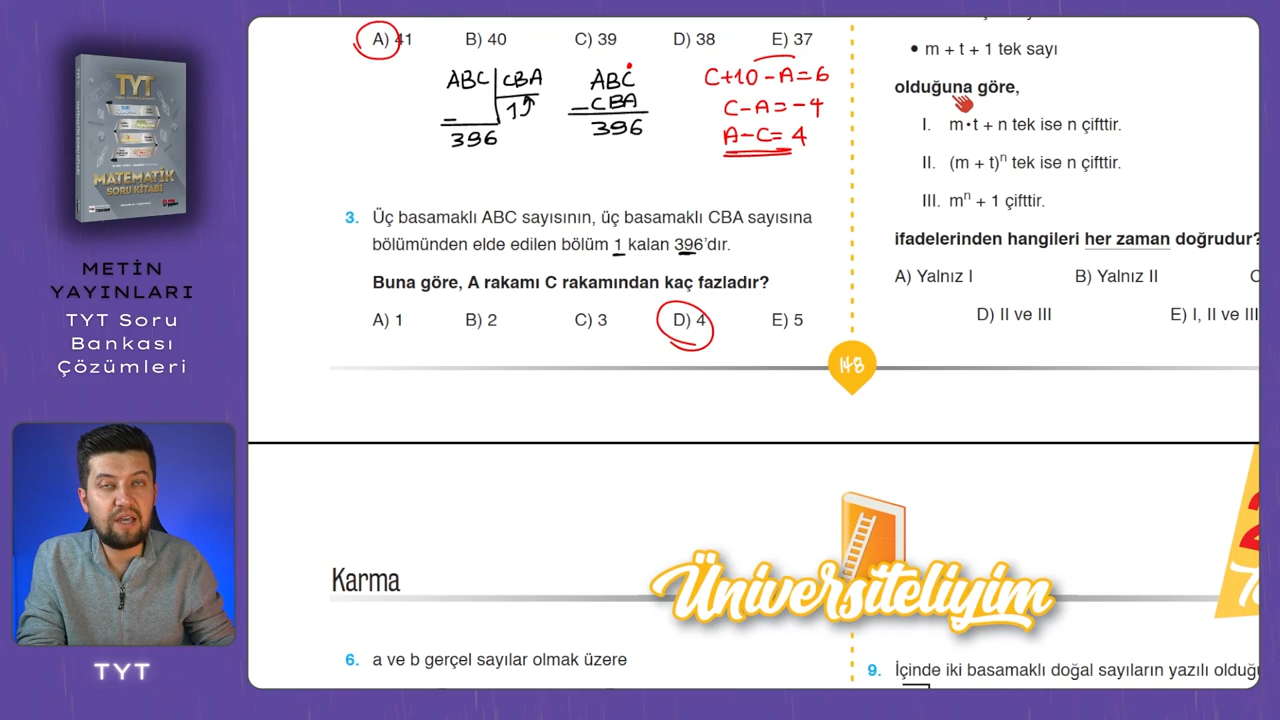 TYT
MATEMATİK
SORU KİTABI
METİN
YAYINLARI
TYT Soru
Bankası
Çözümleri
TYT
A) 41 B) 40 C) 39 D) 38 E) 37
ABC CBA
1
396
ABC
- CBA
396
C+10-A=6
C-A=-4
A-C=4
3. Üç basamaklı ABC sayısının, üç basamaklı CBA sayısına
bölümünden elde edilen bölüm 1 kalan 396'dır.
Buna göre, A rakamı C rakamından kaç fazladır?
A) 1 B) 2 C) 3 D) 4 E) 5
• m + t + 1 tek sayı
olduğuna göre,
I. m·t + n tek ise n çifttir.
II. (m + t)ⁿ tek ise n çifttir.
III. mⁿ + 1 çifttir.
ifadelerinden hangileri her zaman doğrudur?
A) Yalnız I B) Yalnız II C
D) II ve III E) I, II ve III
148
Karma
Üniversiteliyim
6. a ve b gerçel sayılar olmak üzere
9. İçinde iki basamaklı doğal sayıların yazılı olduğu